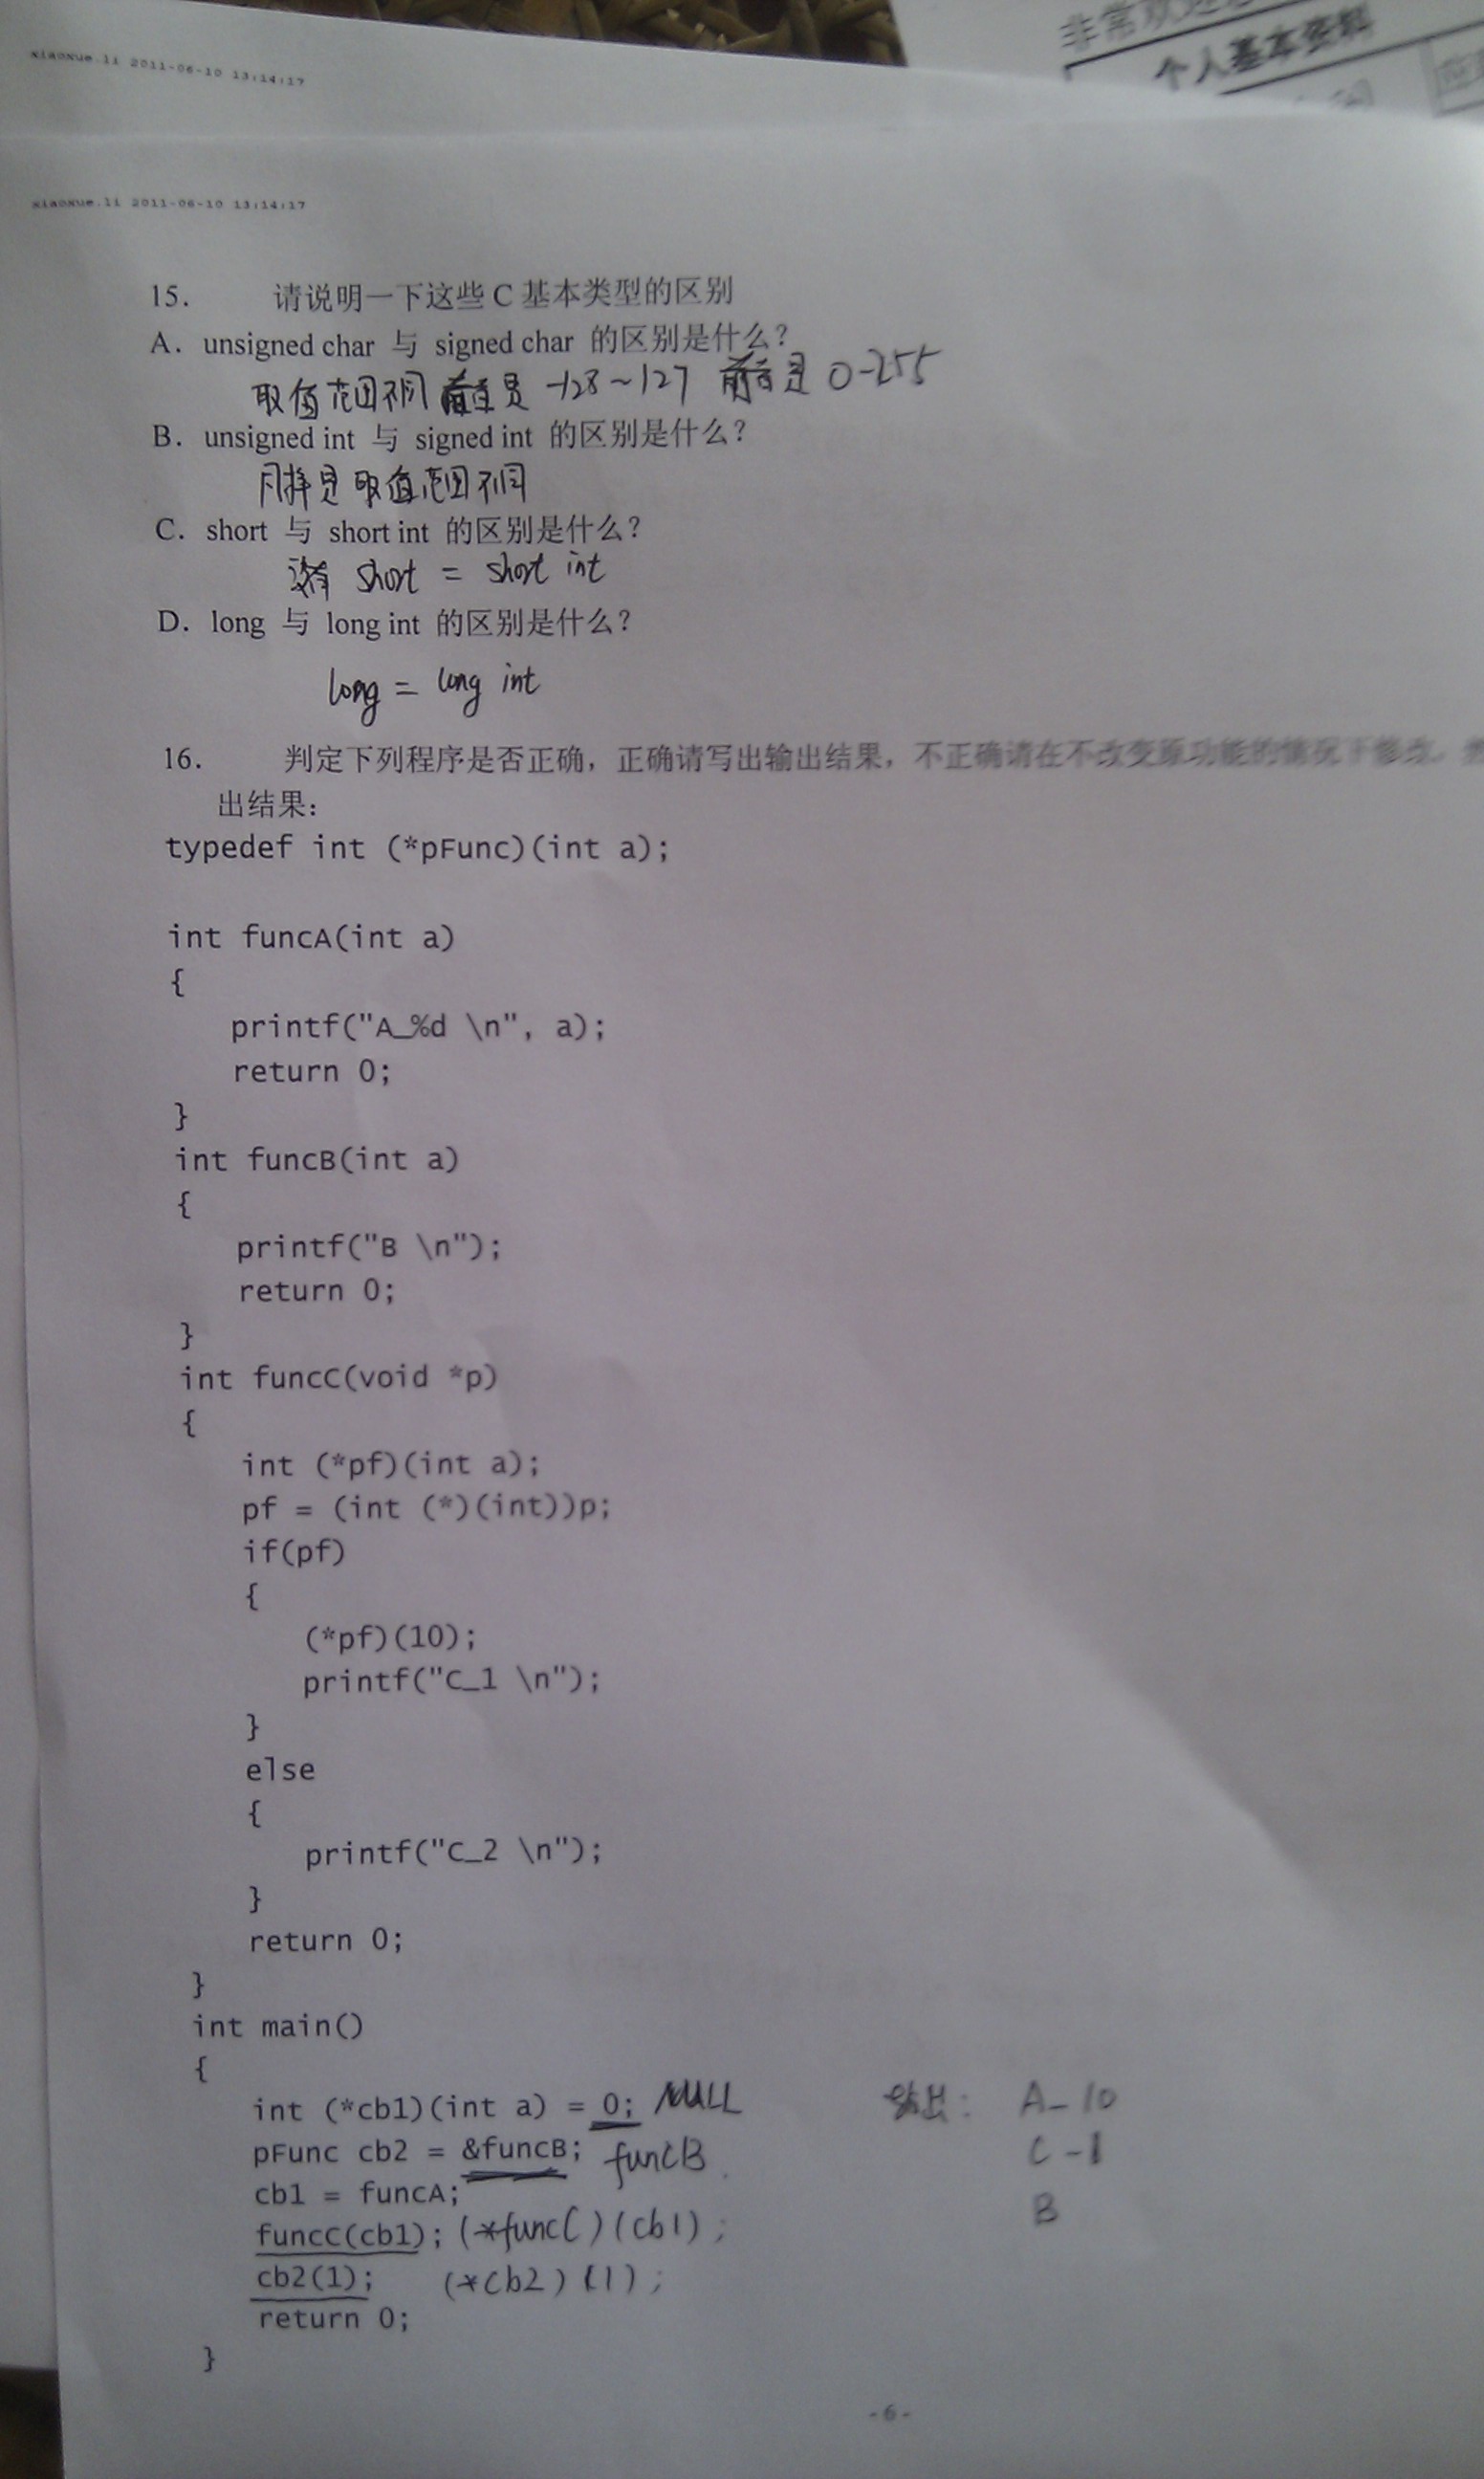 非常欢迎
个人基本资料
xiaoxue.li 2011-06-10 13:14:17
xiaoxue.li 2011-06-10 13:14:17
15. 请说明一下这些 C 基本类型的区别
A. unsigned char 与 signed char 的区别是什么?
取值范围不同 是 -128~127 前者是 0-255
B. unsigned int 与 signed int 的区别是什么?
同样是取值范围不同
C. short 与 short int 的区别是什么?
没有 short = short int
D. long 与 long int 的区别是什么?
long = long int
16. 判定下列程序是否正确，正确请写出输出结果，不正确请在不改变原功能的情况下修改，
出结果:
typedef int (*pFunc)(int a);
int funcA(int a)
{
printf("A_%d \n", a);
return 0;
}
int funcB(int a)
{
printf("B \n");
return 0;
}
int funcC(void *p)
{
int (*pf)(int a);
pf = (int (*)(int))p;
if(pf)
{
(*pf)(10);
printf("C_1 \n");
}
else
{
printf("C_2 \n");
}
return 0;
}
int main()
{
int (*cb1)(int a) = 0; NULL 输出: A-10
pFunc cb2 = &funcB; funcB C-1
cb1 = funcA; B
funcC(cb1); (*funcC)(cb1);
cb2(1); (*cb2)(1);
return 0;
}
-6-